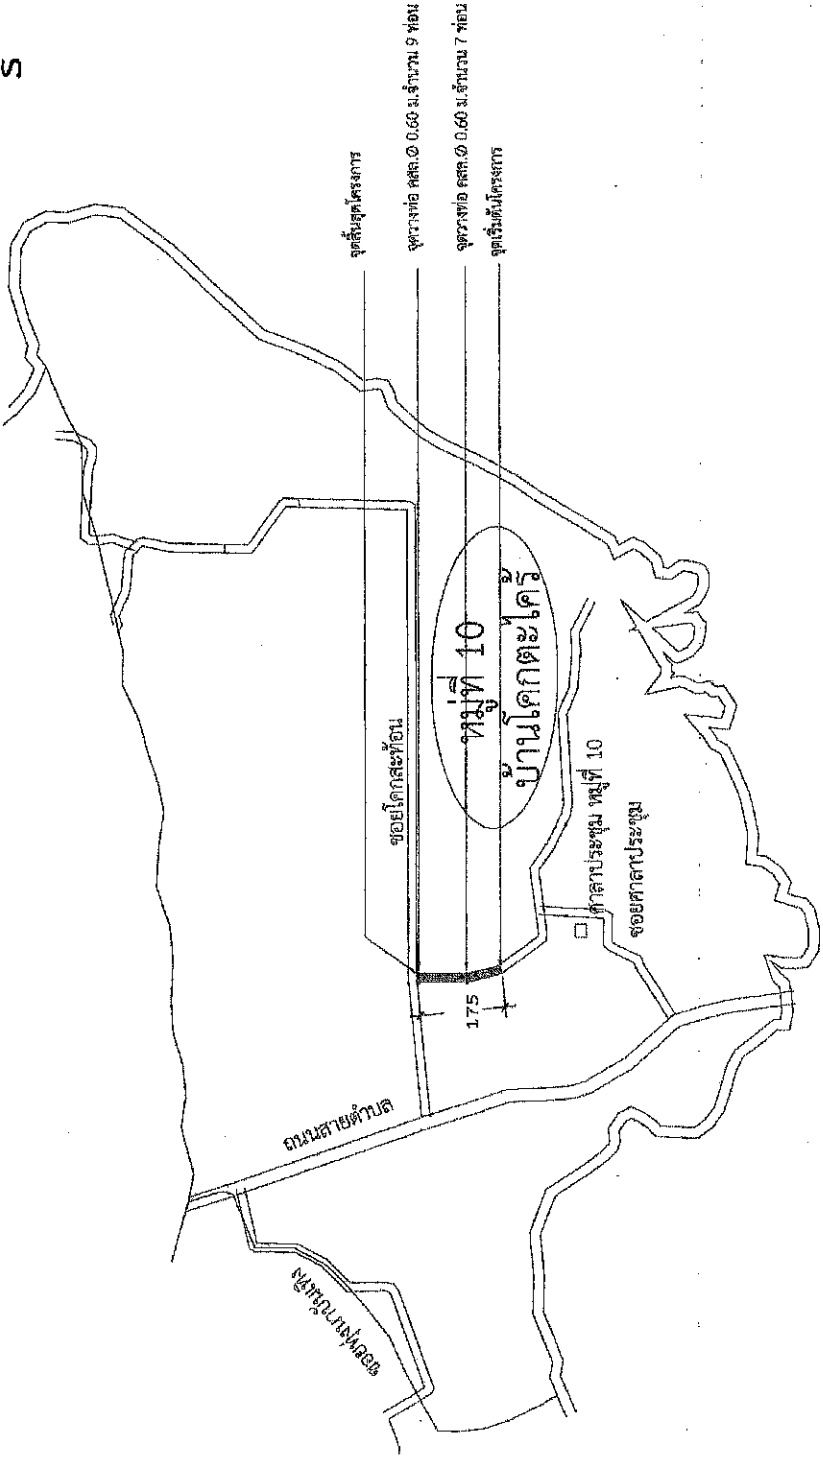 S
จุดสิ้นสุดโครงการ
จุดวางท่อ คสล.Ø 0.60 ม.จำนวน 9 ท่อน
จุดวางท่อ คสล.Ø 0.60 ม.จำนวน 7 ท่อน
จุดเริ่มต้นโครงการ
ซอยโคกสะท้อน
หมู่ที่ 10
บ้านโคกตะไคร้
ศาลาประชุม หมู่ที่ 10
ซอยศาลาประชุม
175
ถนนสายตำบล